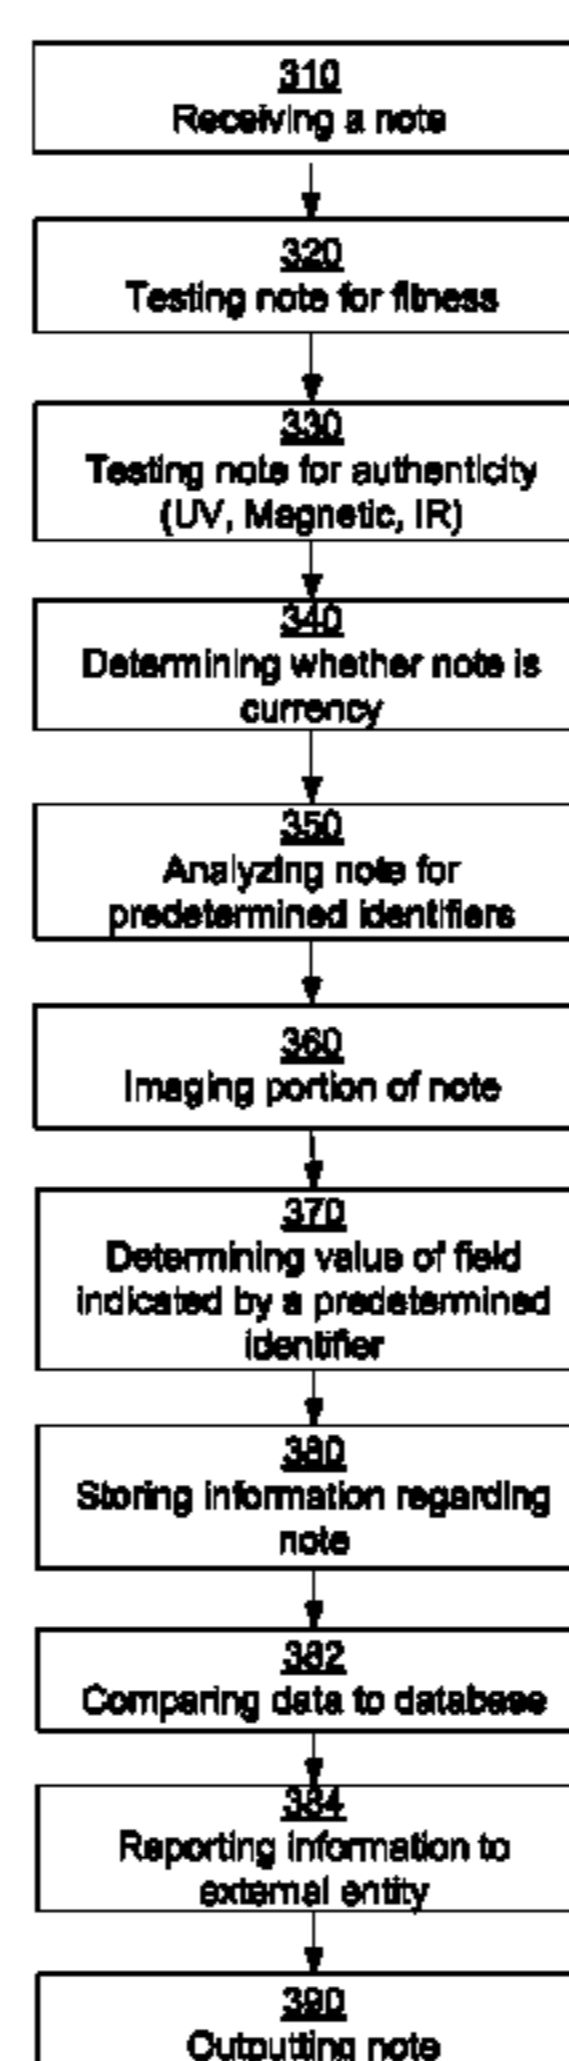 310
Receiving a note
320
Testing note for fitness
330
Testing note for authenticity
(UV, Magnetic, IR)
340
Determining whether note is
currency
350
Analyzing note for
predetermined identifiers
360
Imaging portion of note
370
Determining value of field
indicated by a predetermined
identifier
380
Storing information regarding
note
382
Comparing data to database
384
Reporting information to
external entity
390
Outputting note